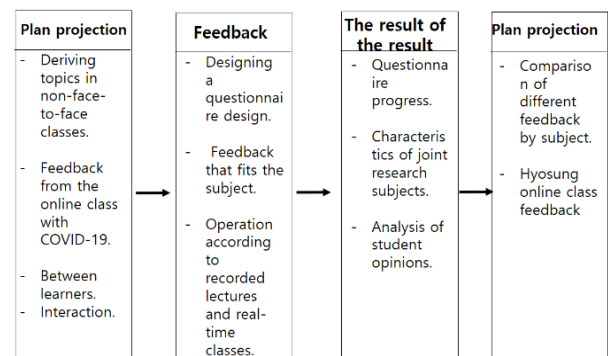 Plan projection
- Deriving
topics in
non-face-
to-face
classes.
- Feedback
from the
online class
with
COVID-19.
- Between
learners.
- Interaction.
Feedback
- Designing
a
questionnai
re design.
- Feedback
that fits the
subject.
- Operation
according
to
recorded
lectures
and real-
time
classes.
The result of
the result
- Questionna
ire
progress.
- Characteris
tics of joint
research
subjects.
- Analysis of
student
opinions.
Plan projection
- Compariso
n of
different
feedback
by subject.
- Hyosung
online class
feedback